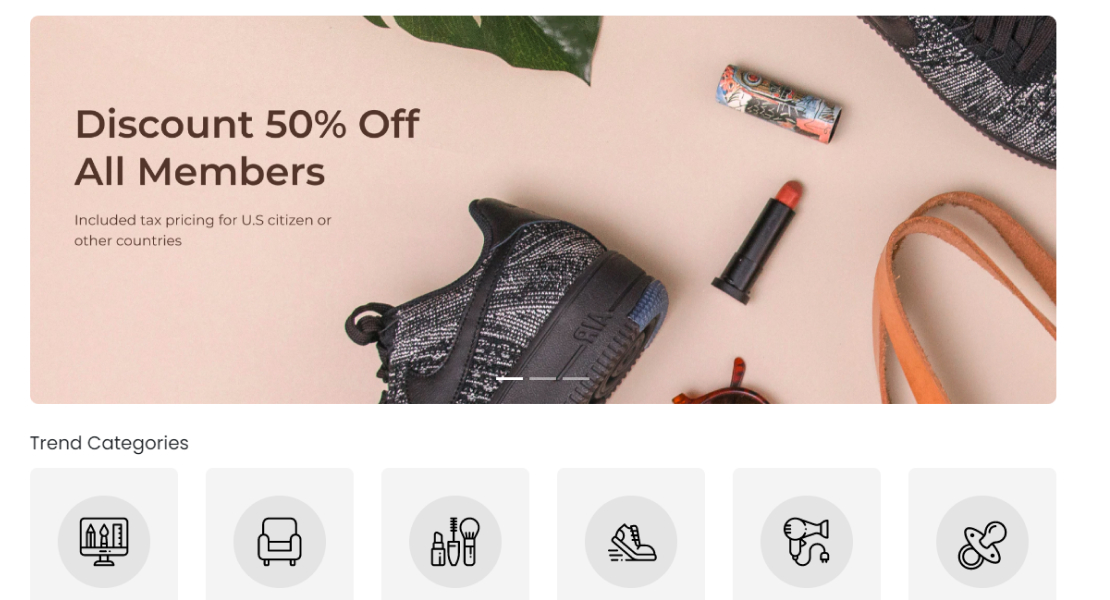 Discount 50% Off
All Members
Included tax pricing for U.S citizen or
other countries
AIR
Trend Categories